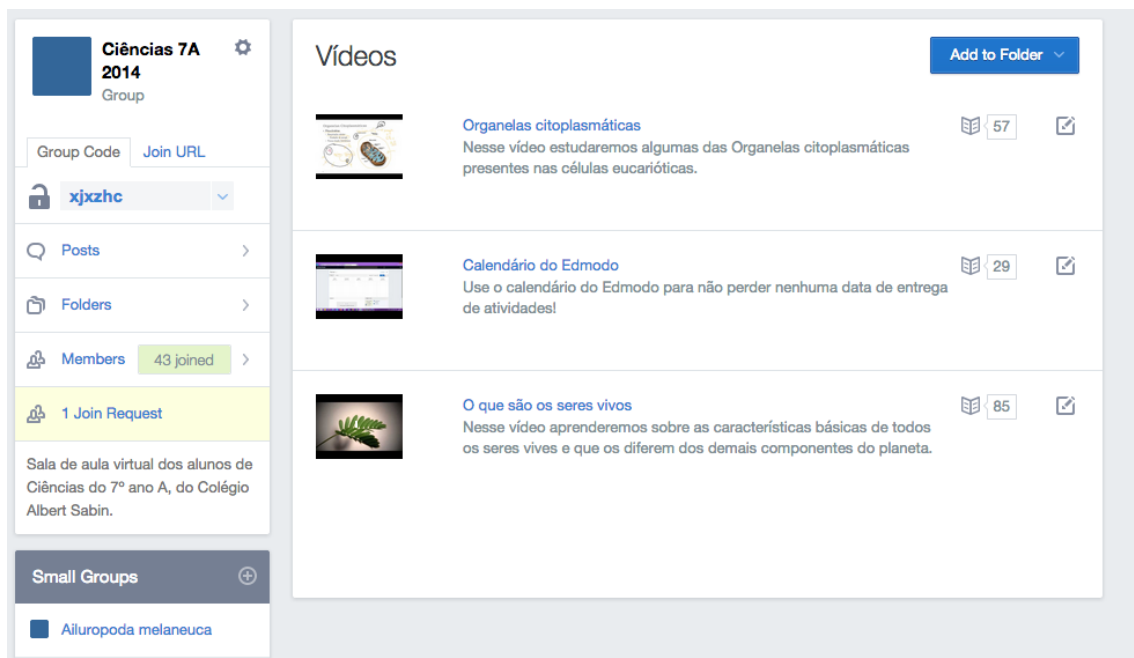 Ciências 7A
2014
Group
Group Code
Join URL
xjxzhc
Posts
Folders
Members
43 joined
1 Join Request
Sala de aula virtual dos alunos de
Ciências do 7º ano A, do Colégio
Albert Sabin.
Small Groups
Ailuropoda melaneuca
Vídeos
Add to Folder
Organelas citoplasmáticas
57
Nesse vídeo estudaremos algumas das Organelas citoplasmáticas
presentes nas células eucarióticas.
Calendário do Edmodo
29
Use o calendário do Edmodo para não perder nenhuma data de entrega
de atividades!
O que são os seres vivos
85
Nesse vídeo aprenderemos sobre as características básicas de todos
os seres vives e que os diferem dos demais componentes do planeta.